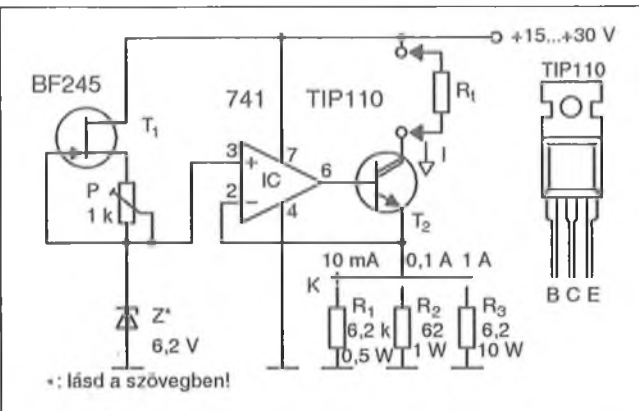 +15...+30 V
BF245
741
TIP110
TIP110
T₁
Rₜ
I
P
1 k
3
+
2
−
IC
7
4
6
T₂
10 mA
0,1 A
1 A
K
R₁
6,2 k
0,5 W
R₂
62
1 W
R₃
6,2
10 W
B C E
Z*
6,2 V
*: lásd a szövegben!